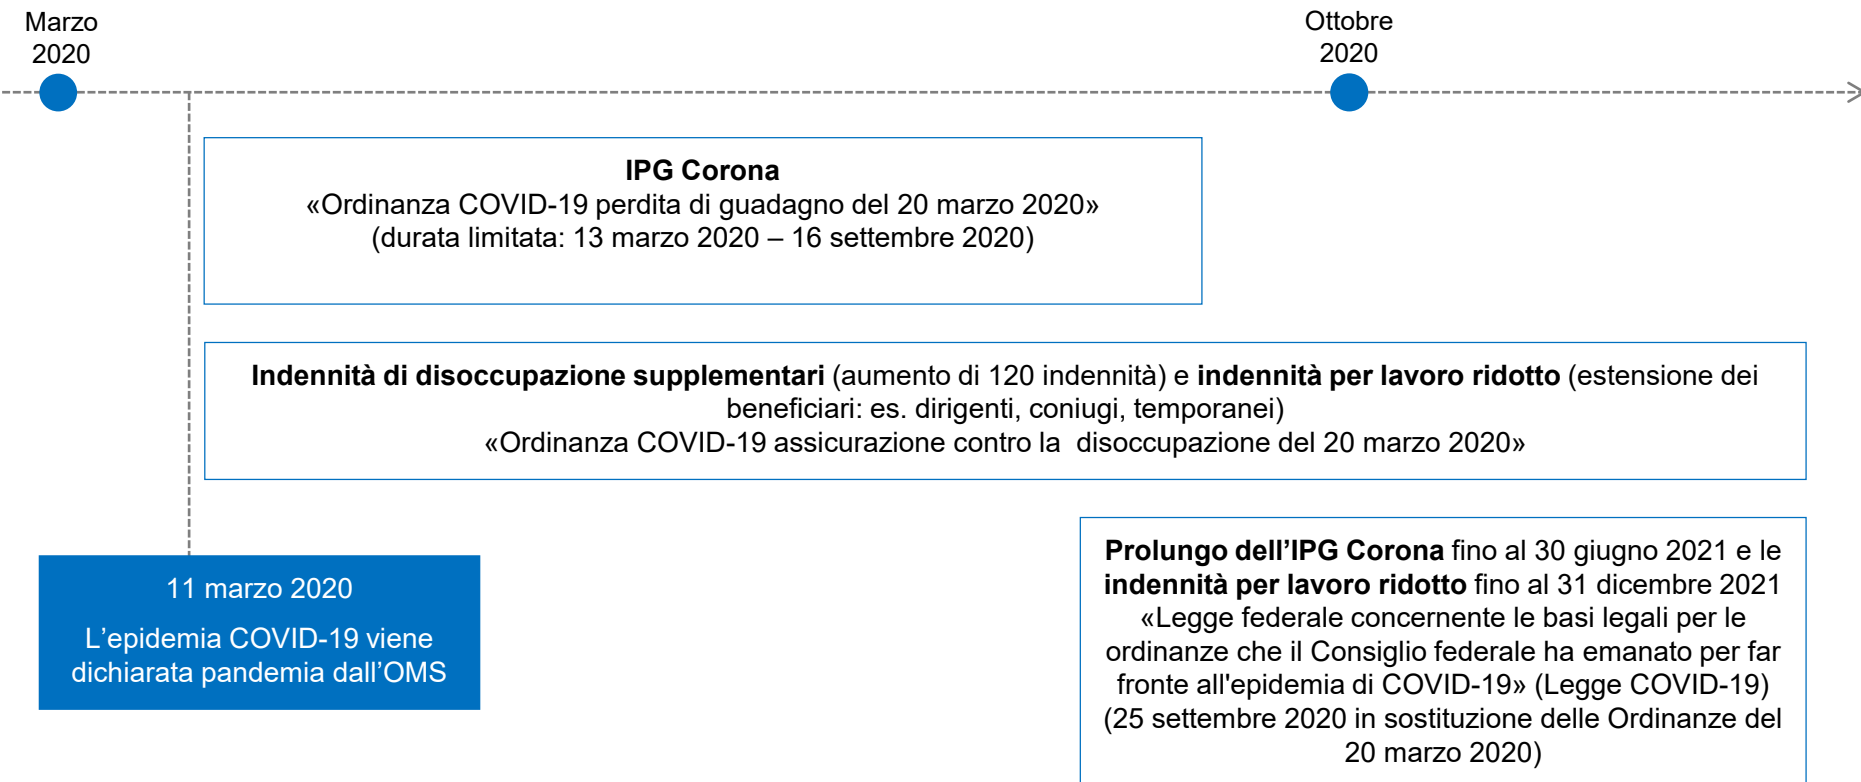 Marzo
2020
Ottobre
2020
IPG Corona
«Ordinanza COVID-19 perdita di guadagno del 20 marzo 2020»
(durata limitata: 13 marzo 2020 – 16 settembre 2020)
Indennità di disoccupazione supplementari (aumento di 120 indennità) e indennità per lavoro ridotto (estensione dei
beneficiari: es. dirigenti, coniugi, temporanei)
«Ordinanza COVID-19 assicurazione contro la  disoccupazione del 20 marzo 2020»
11 marzo 2020
L’epidemia COVID-19 viene
dichiarata pandemia dall’OMS
Prolungo dell’IPG Corona fino al 30 giugno 2021 e le
indennità per lavoro ridotto fino al 31 dicembre 2021
«Legge federale concernente le basi legali per le
ordinanze che il Consiglio federale ha emanato per far
fronte all'epidemia di COVID-19» (Legge COVID-19)
(25 settembre 2020 in sostituzione delle Ordinanze del
20 marzo 2020)